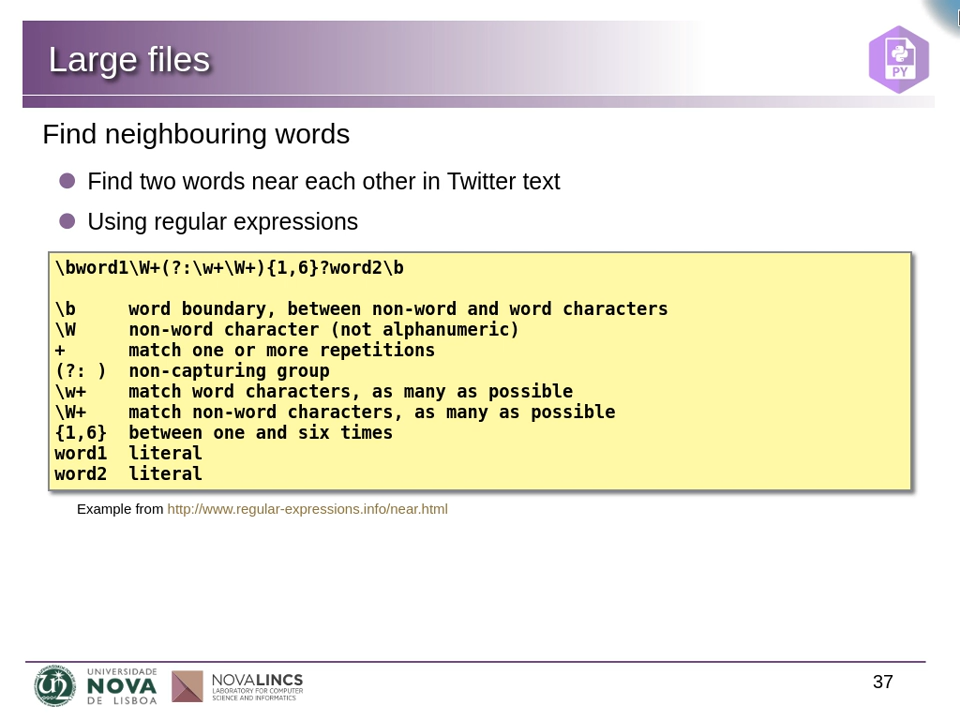 Large files
PY
Find neighbouring words
Find two words near each other in Twitter text
Using regular expressions
\bword1\W+(?:\w+\W+){1,6}?word2\b
\b     word boundary, between non-word and word characters
\W     non-word character (not alphanumeric)
+      match one or more repetitions
(?: )  non-capturing group
\w+    match word characters, as many as possible
\W+    match non-word characters, as many as possible
{1,6}  between one and six times
word1  literal
word2  literal
Example from http://www.regular-expressions.info/near.html
UNIVERSIDADE
NOVA
DE LISBOA
NOVALINCS
LABORATORY FOR COMPUTER
SCIENCE AND INFORMATICS
37